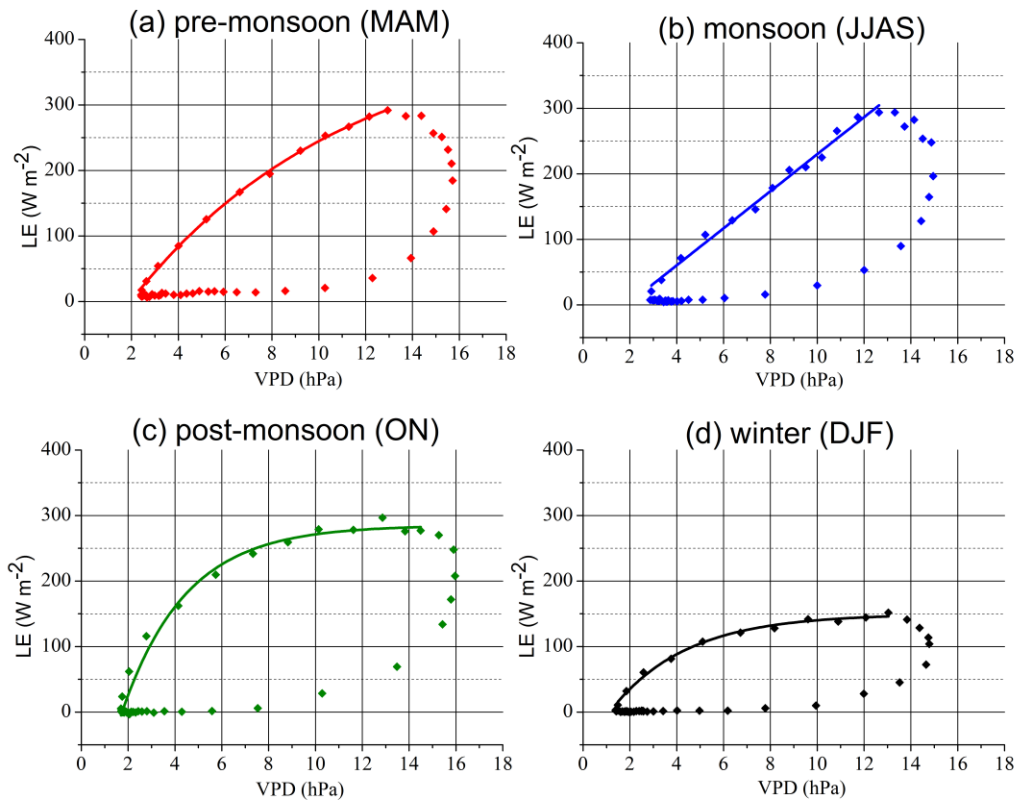 (a) pre-monsoon (MAM)
400
300
200
100
0
LE (W m-2)
0 2 4 6 8 10 12 14 16 18
VPD (hPa)
(b) monsoon (JJAS)
400
300
200
100
0
LE (W m-2)
0 2 4 6 8 10 12 14 16 18
VPD (hPa)
(c) post-monsoon (ON)
400
300
200
100
0
LE (W m-2)
0 2 4 6 8 10 12 14 16 18
VPD (hPa)
(d) winter (DJF)
400
300
200
100
0
LE (W m-2)
0 2 4 6 8 10 12 14 16 18
VPD (hPa)